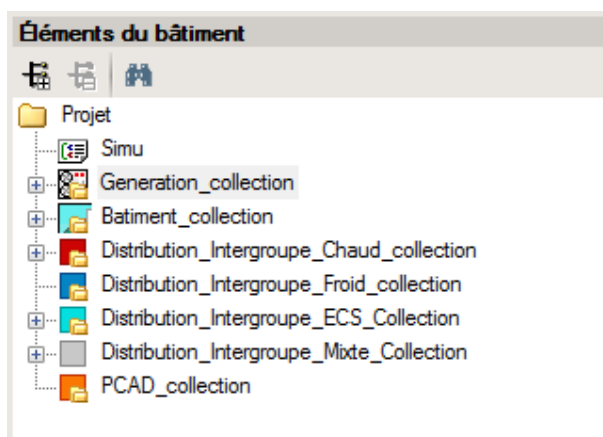 Éléments du bâtiment
Projet
Simu
Generation_collection
Batiment_collection
Distribution_Intergroupe_Chaud_collection
Distribution_Intergroupe_Froid_collection
Distribution_Intergroupe_ECS_Collection
Distribution_Intergroupe_Mixte_Collection
PCAD_collection